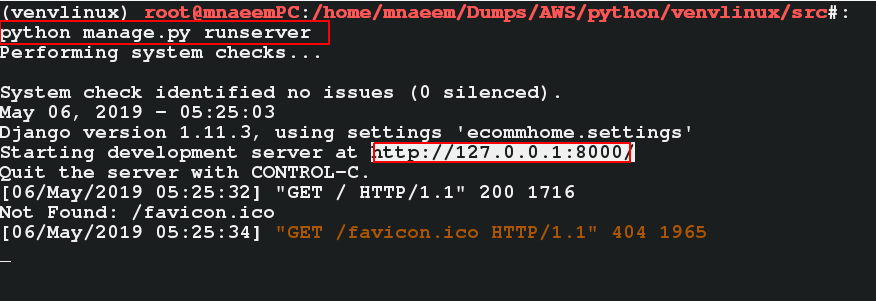 (venvlinux) root@mnaeemPC:/home/mnaeem/Dumps/AWS/python/venvlinux/src#:
python manage.py runserver
Performing system checks...
System check identified no issues (0 silenced).
May 06, 2019 - 05:25:03
Django version 1.11.3, using settings 'ecommhome.settings'
Starting development server at http://127.0.0.1:8000/
Quit the server with CONTROL-C.
[06/May/2019 05:25:32] "GET / HTTP/1.1" 200 1716
Not Found: /favicon.ico
[06/May/2019 05:25:34] "GET /favicon.ico HTTP/1.1" 404 1965